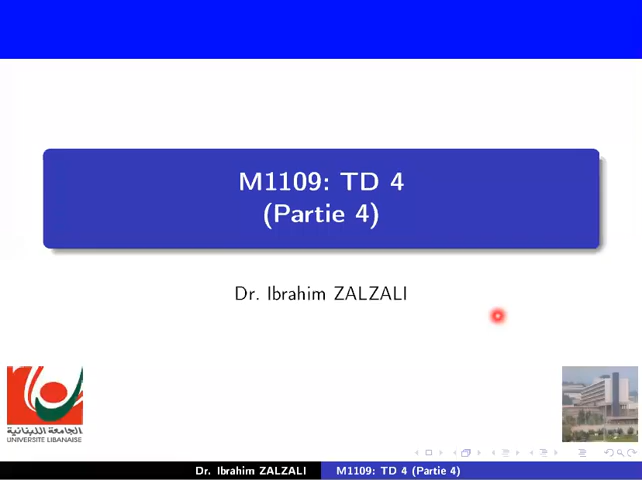 M1109: TD 4
(Partie 4)
Dr. Ibrahim ZALZALI
الجامعة اللبنانية
UNIVERSITE LIBANAISE
Dr. Ibrahim ZALZALI M1109: TD 4 (Partie 4)